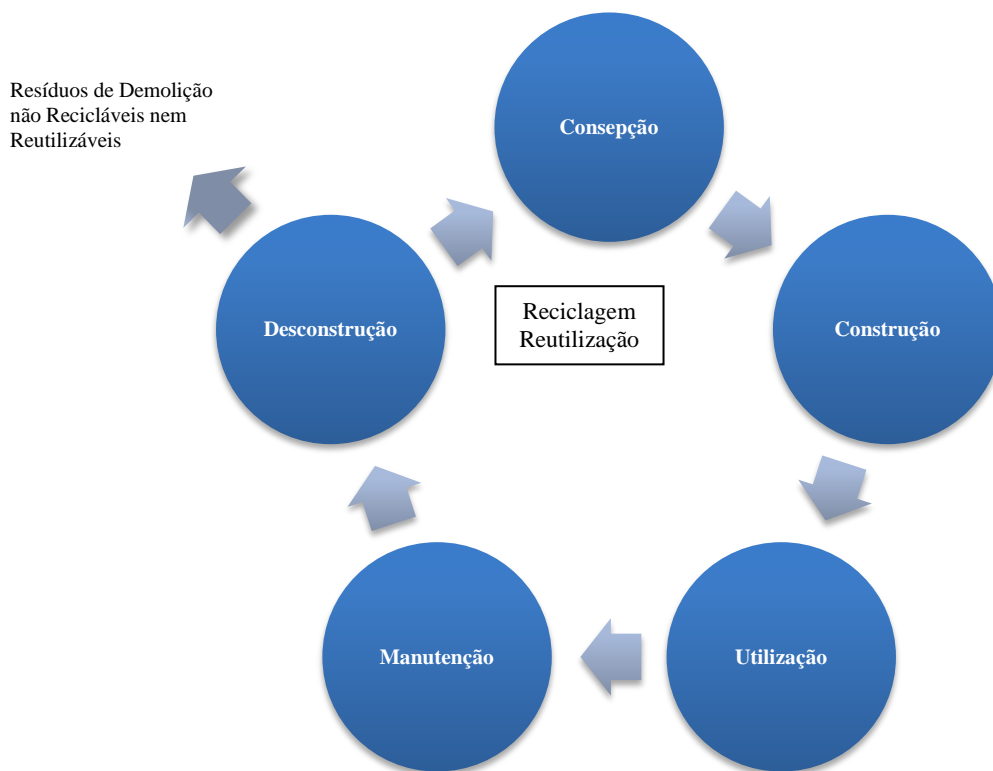 Resíduos de Demolição
não Recicláveis nem
Reutilizáveis
Consepção
Desconstrução
Reciclagem
Reutilização
Construção
Manutenção
Utilização